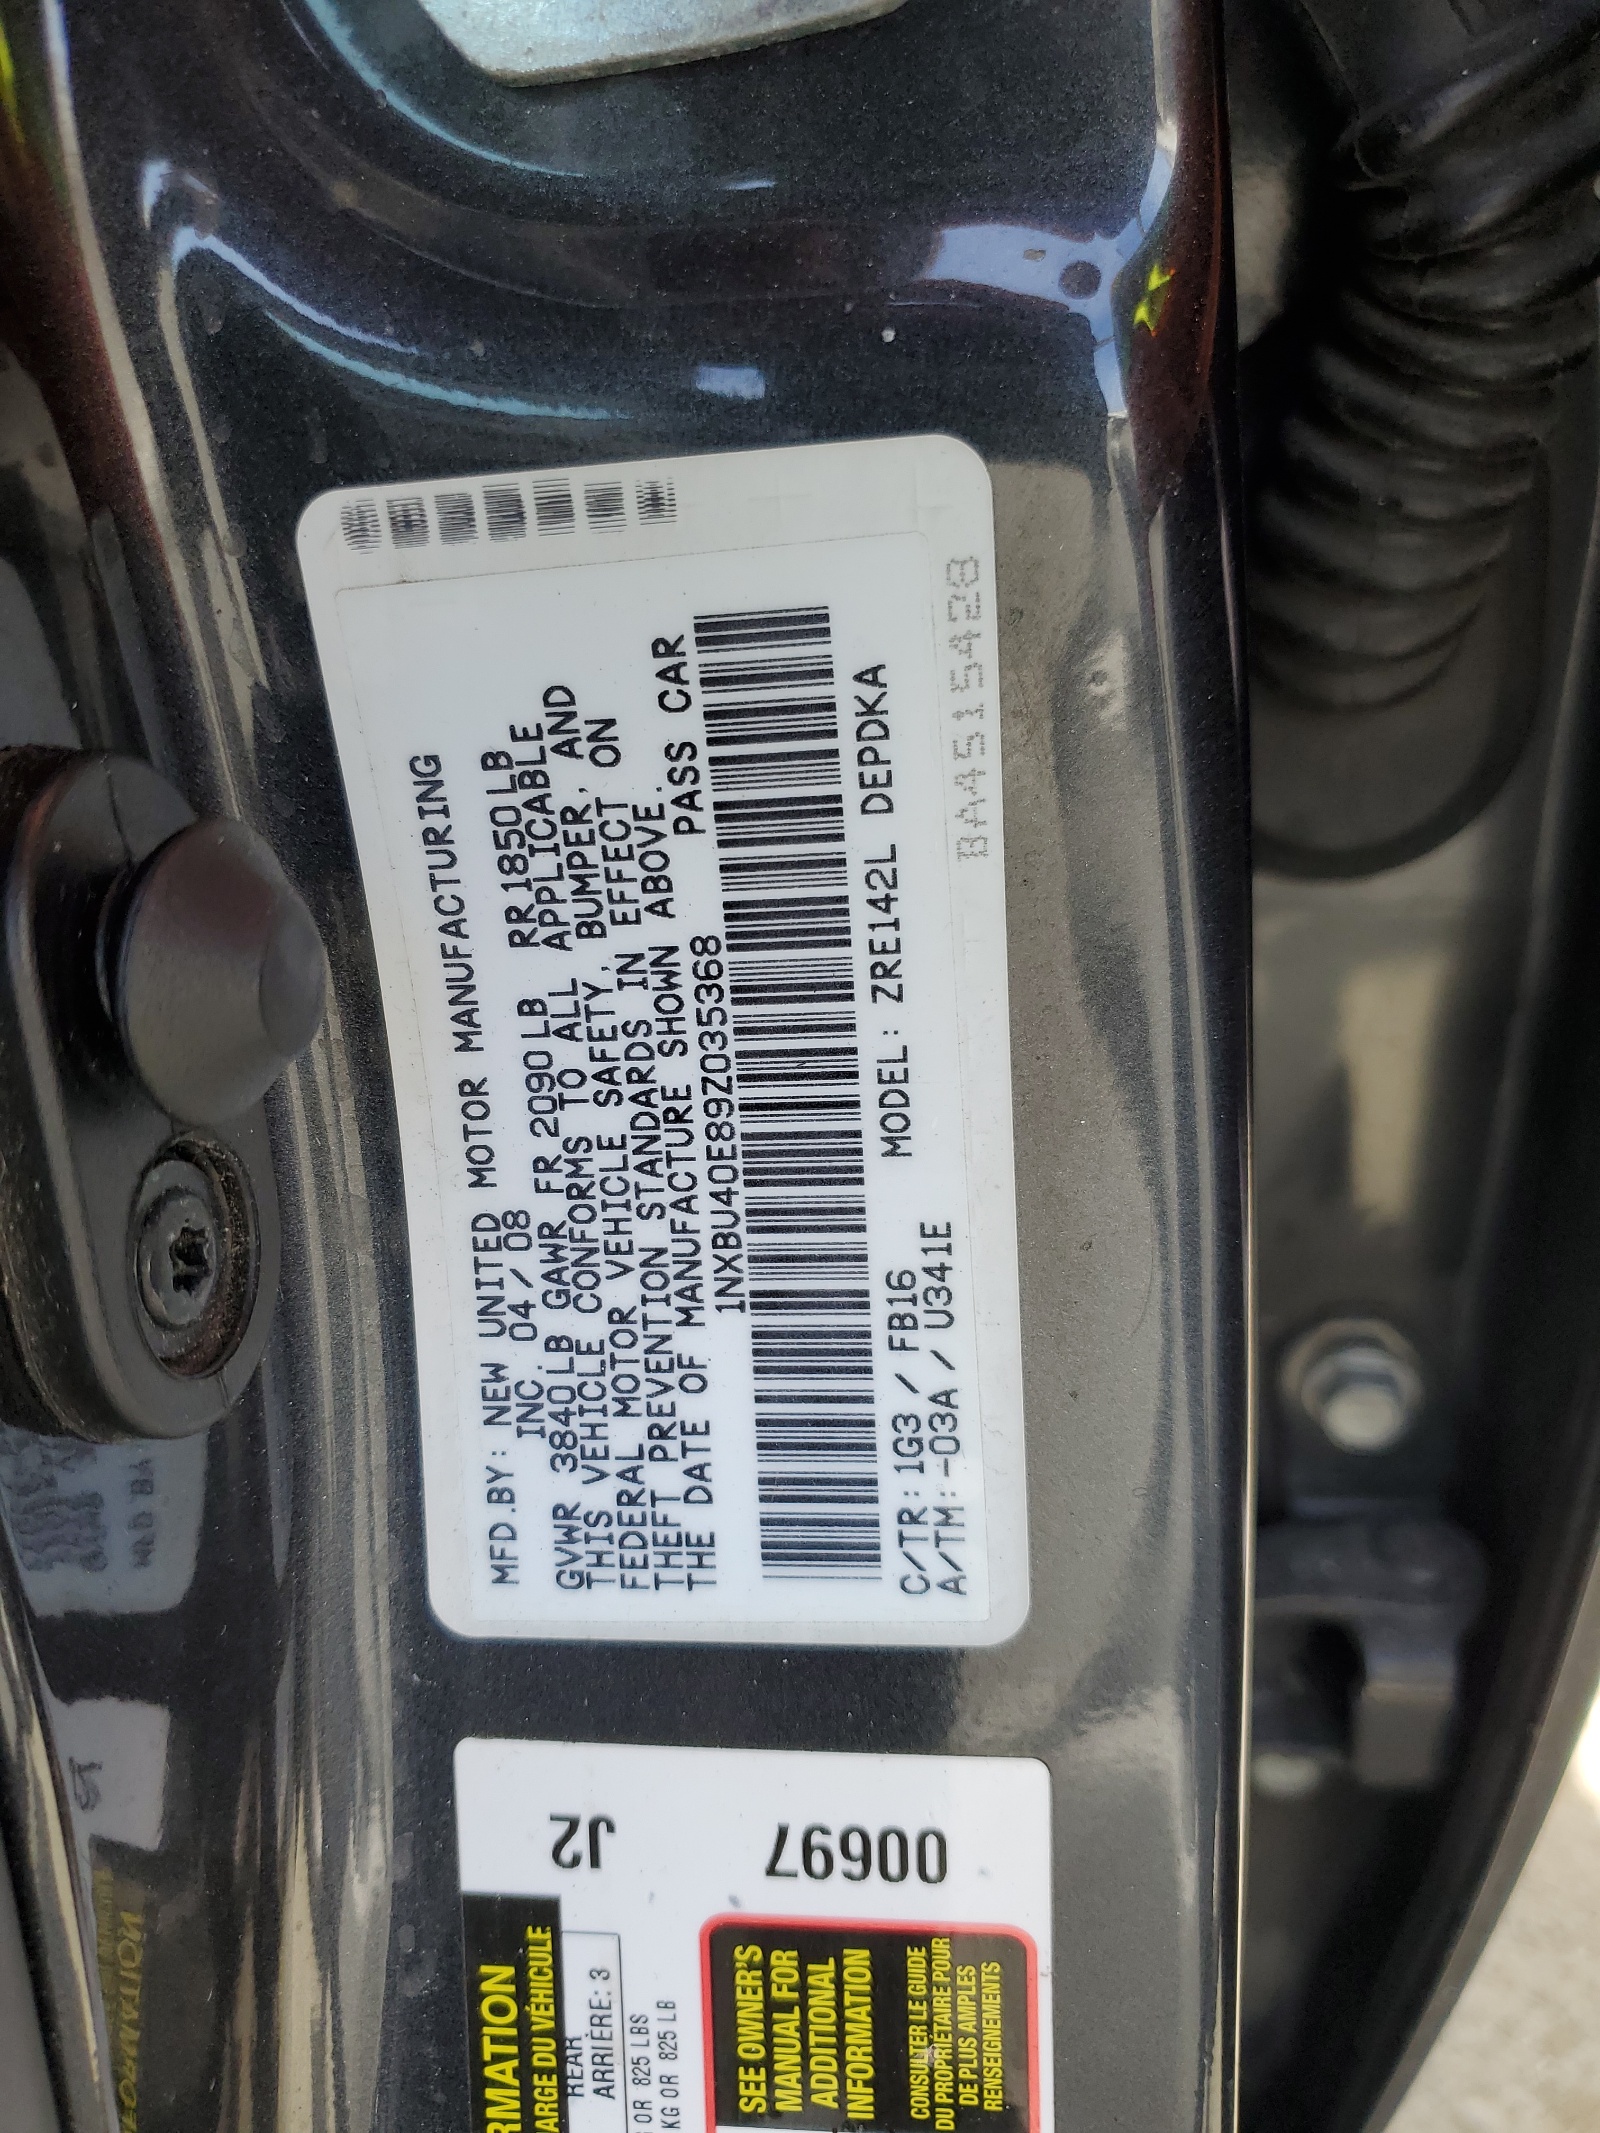 MFD.BY: NEW UNITED MOTOR MANUFACTURING
INC. 04/08
GVWR 3840LB GAWR FR 2090LB RR1850LB
THIS VEHICLE CONFORMS TO ALL APPLICABLE
FEDERAL MOTOR VEHICLE SAFETY, BUMPER, AND
THEFT PREVENTION STANDARDS IN EFFECT ON
THE DATE OF MANUFACTURE SHOWN ABOVE.
1NXBU40E89Z035368 PASS CAR
C/TR: 1G3/FB16 MODEL: ZRE142L DEPDKA
A/TM: -03A/U341E
BA4515428
J2
00697
RMATION
ARGE DU VÉHICULE
REAR
ARRIÈRE: 3
OR 825 LBS
KG OR 825 LB
SEE OWNER'S
MANUAL FOR
ADDITIONAL
INFORMATION
CONSULTER LE GUIDE
DU PROPRIÉTAIRE POUR
DE PLUS AMPLES
RENSEIGNEMENTS